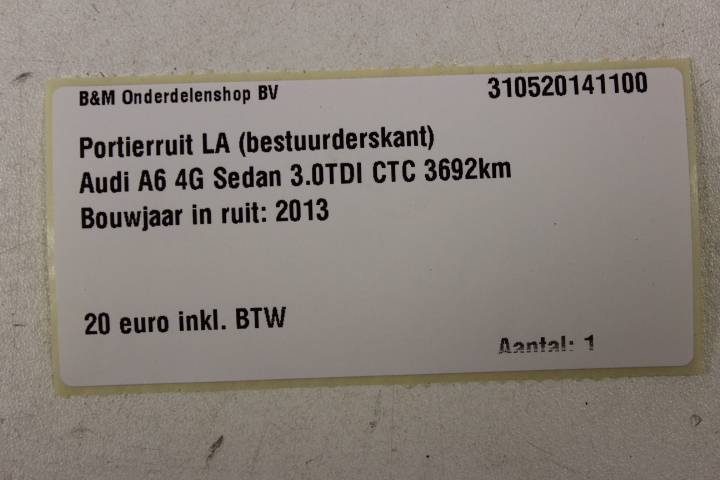 B&M Onderdelenshop BV 310520141100
Portierruit LA (bestuurderskant)
Audi A6 4G Sedan 3.0TDI CTC 3692km
Bouwjaar in ruit: 2013
20 euro inkl. BTW
Aantal: 1